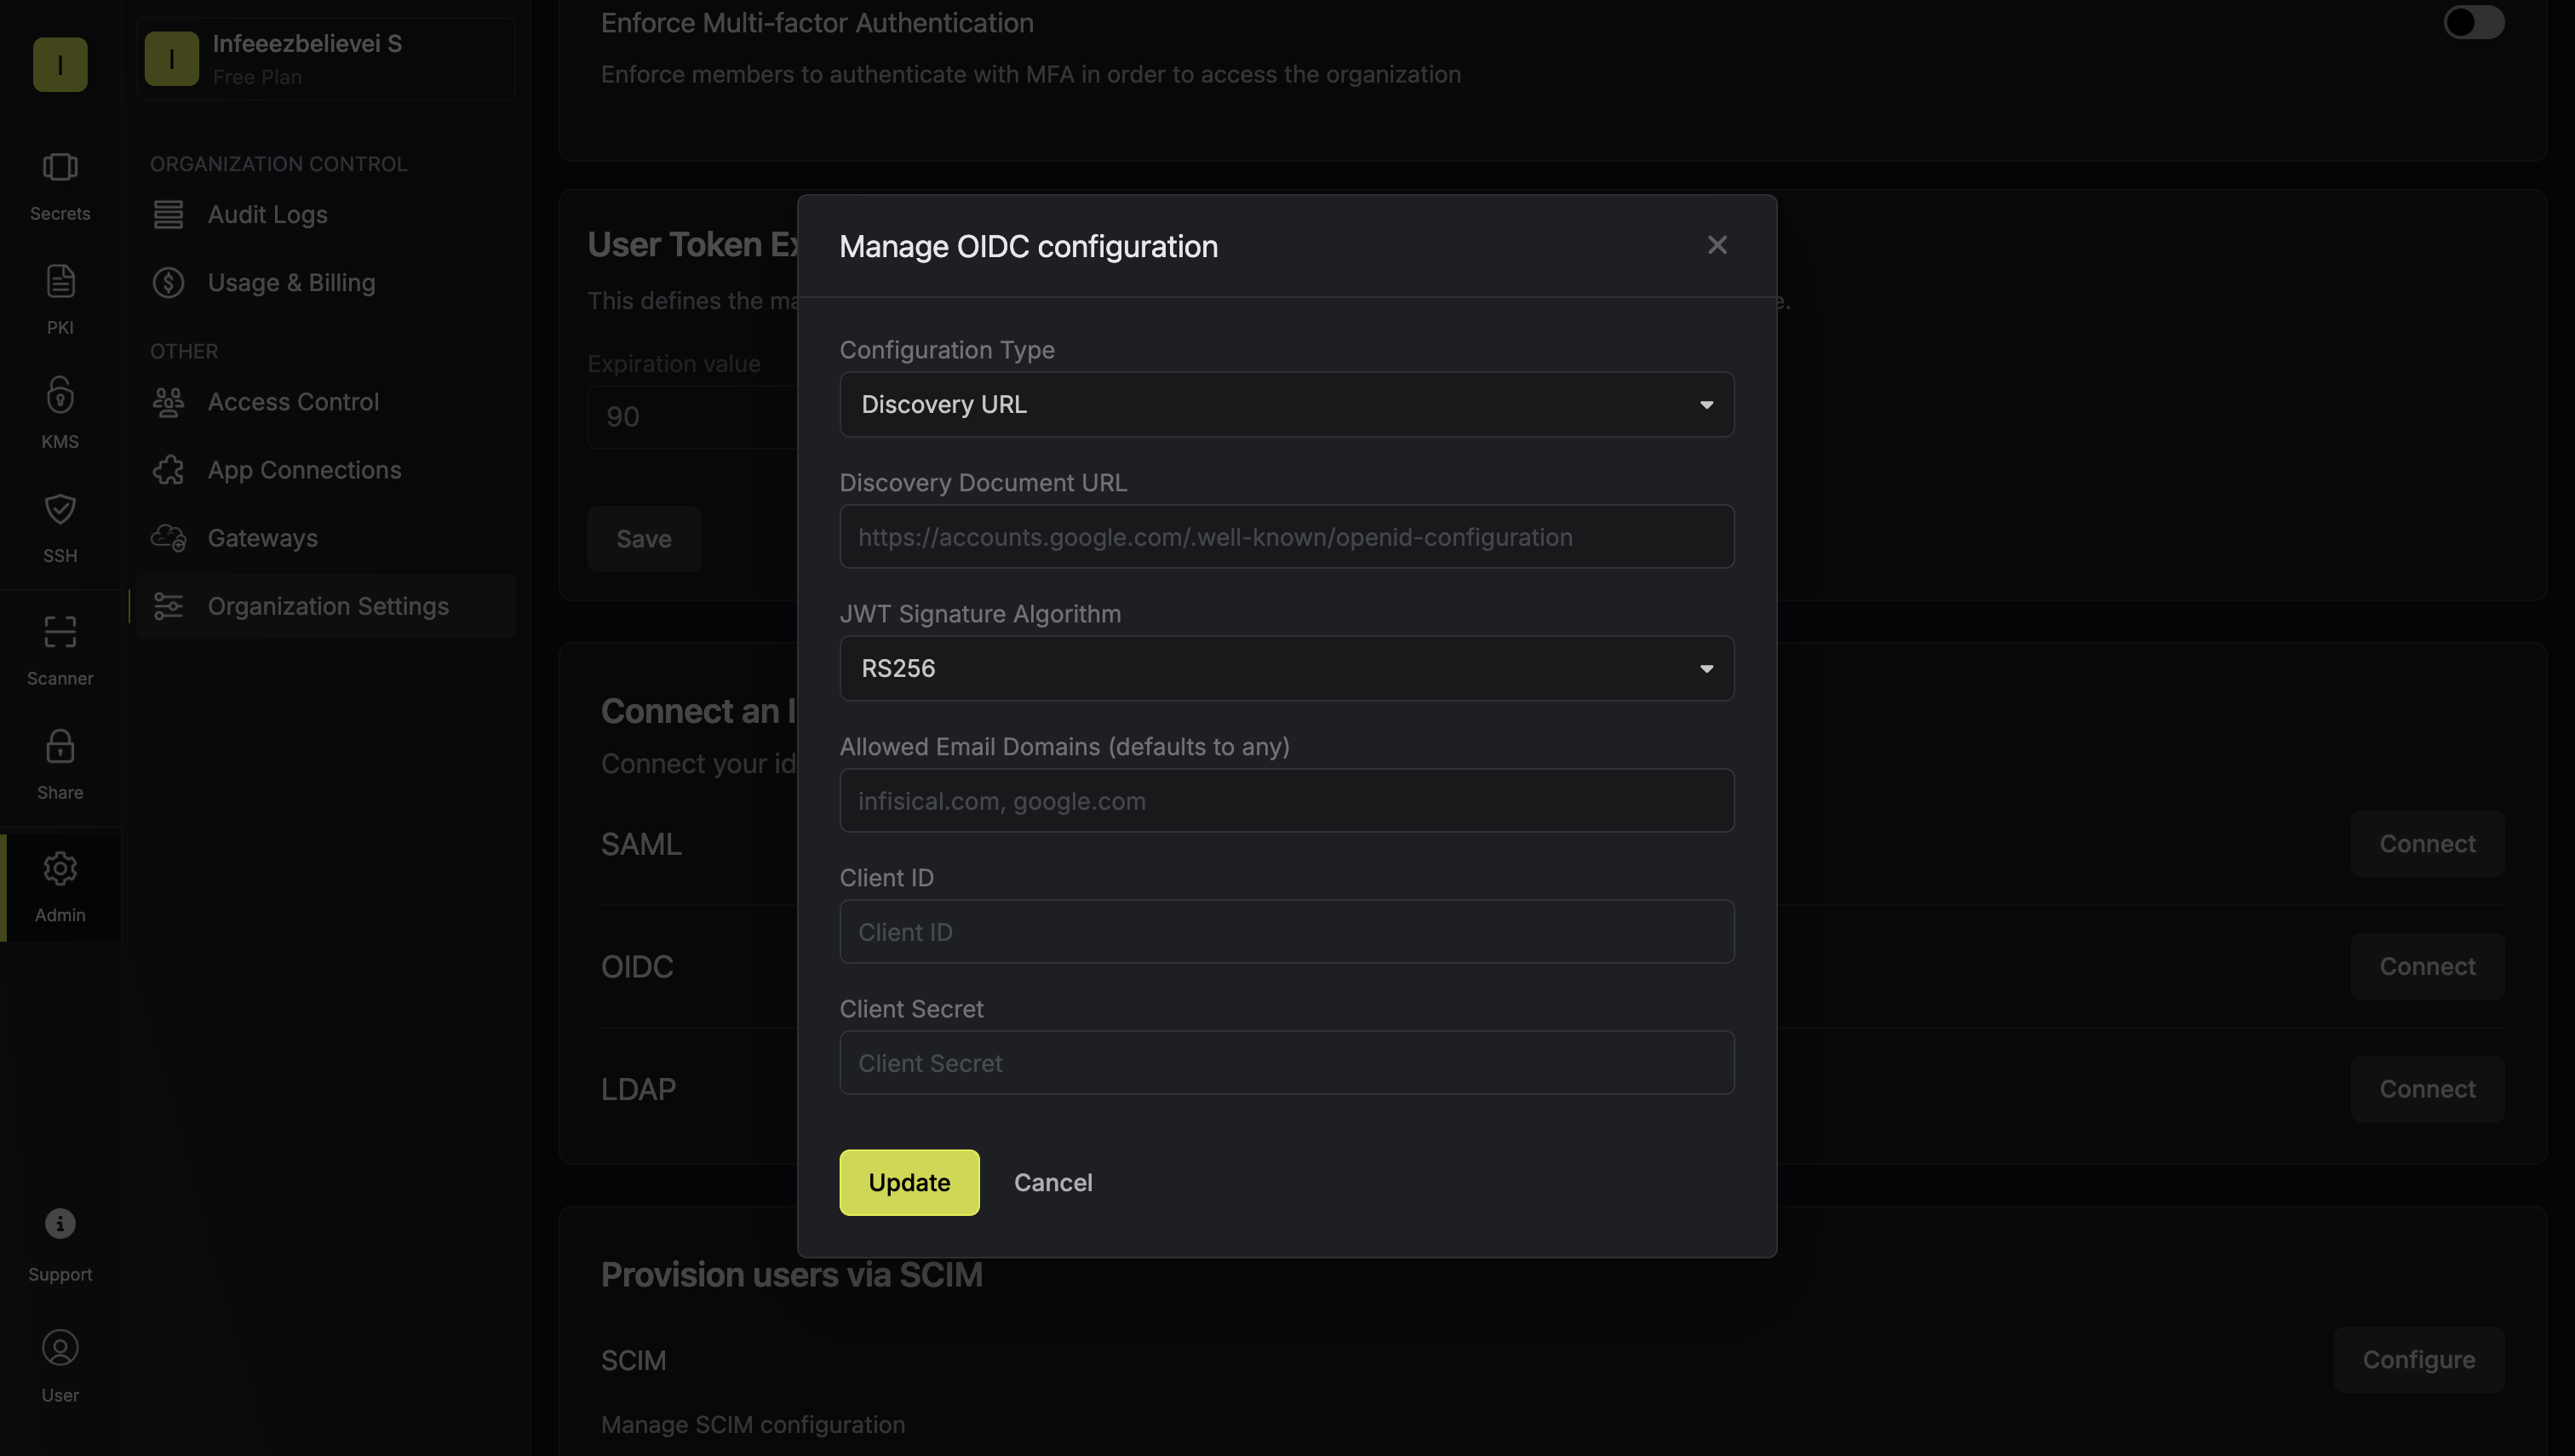 I
Secrets
PKI
KMS
SSH
Scanner
Share
Admin
Support
User
I
Infeeezbelievei S
Free Plan
ORGANIZATION CONTROL
Audit Logs
Usage & Billing
OTHER
Access Control
App Connections
Gateways
Organization Settings
Enforce Multi-factor Authentication
Enforce members to authenticate with MFA in order to access the organization
User Token Ex
This defines the ma
e.
Expiration value
90
Save
Connect an I
Connect your id
SAML
Connect
OIDC
Connect
LDAP
Connect
Provision users via SCIM
SCIM
Configure
Manage SCIM configuration
Manage OIDC configuration
Configuration Type
Discovery URL
Discovery Document URL
https://accounts.google.com/.well-known/openid-configuration
JWT Signature Algorithm
RS256
Allowed Email Domains (defaults to any)
infisical.com, google.com
Client ID
Client ID
Client Secret
Client Secret
Update
Cancel